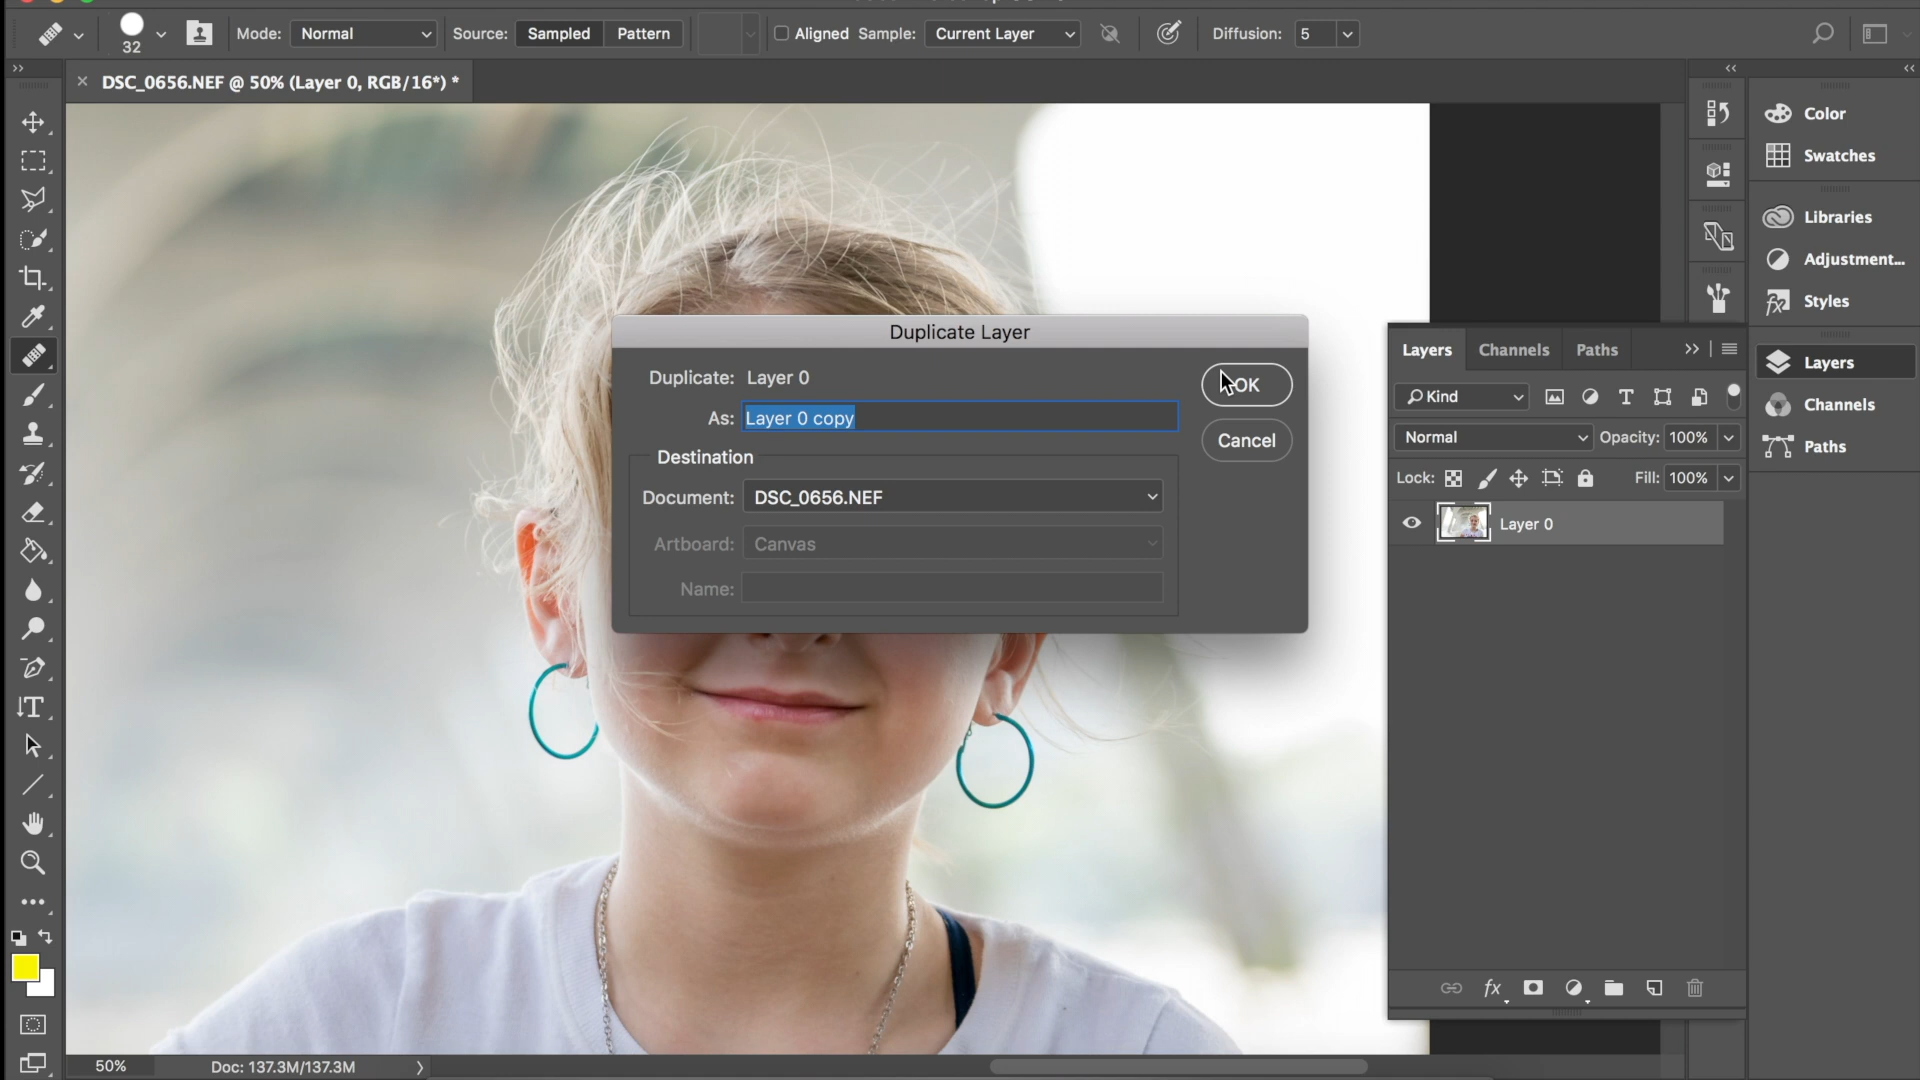 32
Mode:
Normal
Source:
Sampled
Pattern
Aligned
Sample:
Current Layer
Diffusion:
5
DSC_0656.NEF @ 50% (Layer 0, RGB/16*) *
Color
Swatches
Libraries
Adjustment...
Styles
Layers
Channels
Paths
Duplicate Layer
Duplicate: Layer 0
As: Layer 0 copy
OK
Cancel
Destination
Document: DSC_0656.NEF
Artboard: Canvas
Name:
Layers
Channels
Paths
Kind
Normal
Opacity: 100%
Lock:
Fill: 100%
Layer 0
fx
50%
Doc: 137.3M/137.3M